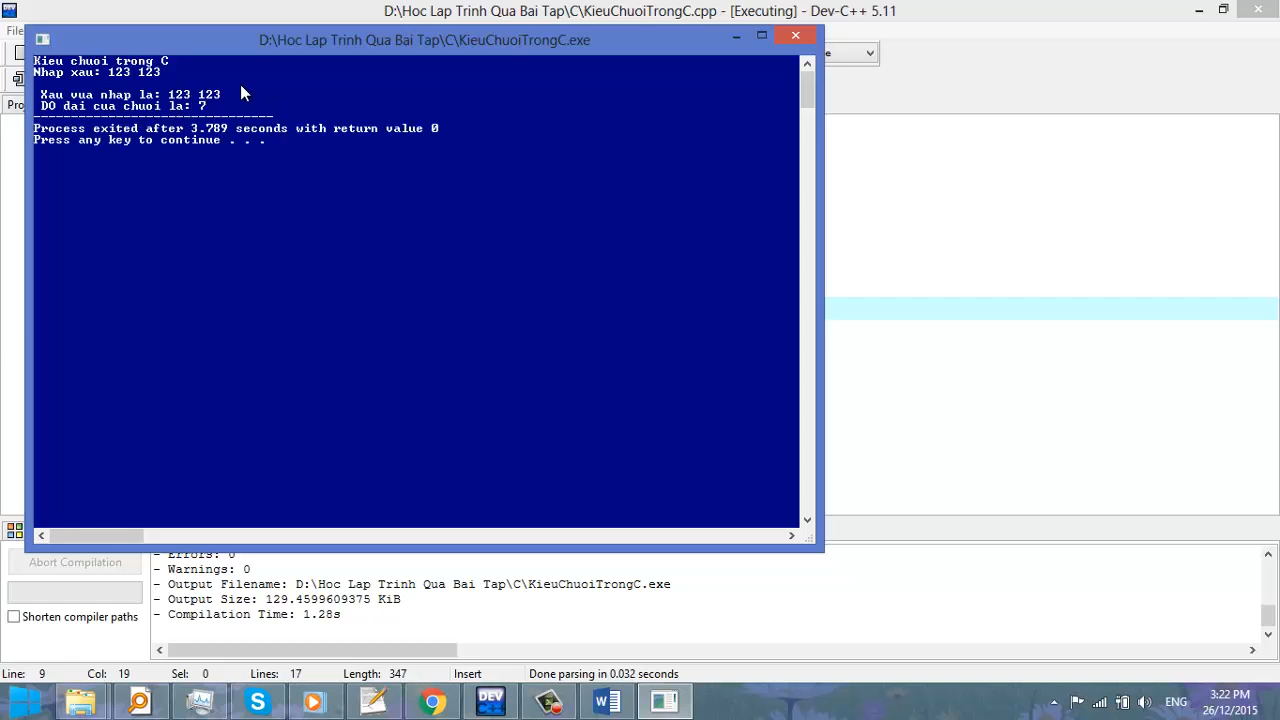 D:\Hoc Lap Trinh Qua Bai Tap\C\KieuChuoiTrongC.cpp - [Executing] - Dev-C++ 5.11
File
D:\Hoc Lap Trinh Qua Bai Tap\C\KieuChuoiTrongC.exe
Kieu chuoi trong C
Nhap xau: 123 123
Xau vua nhap la: 123 123
DO dai cua chuoi la: 7
--------------------------------
Process exited after 3.789 seconds with return value 0
Press any key to continue . . .
- Errors: 0
- Warnings: 0
- Output Filename: D:\Hoc Lap Trinh Qua Bai Tap\C\KieuChuoiTrongC.exe
- Output Size: 129.4599609375 KiB
- Compilation Time: 1.28s
Abort Compilation
Shorten compiler paths
Line: 9 Col: 19 Sel: 0 Lines: 17 Length: 347 Insert Done parsing in 0.032 seconds
DEV
ENG
3:22 PM
26/12/2015